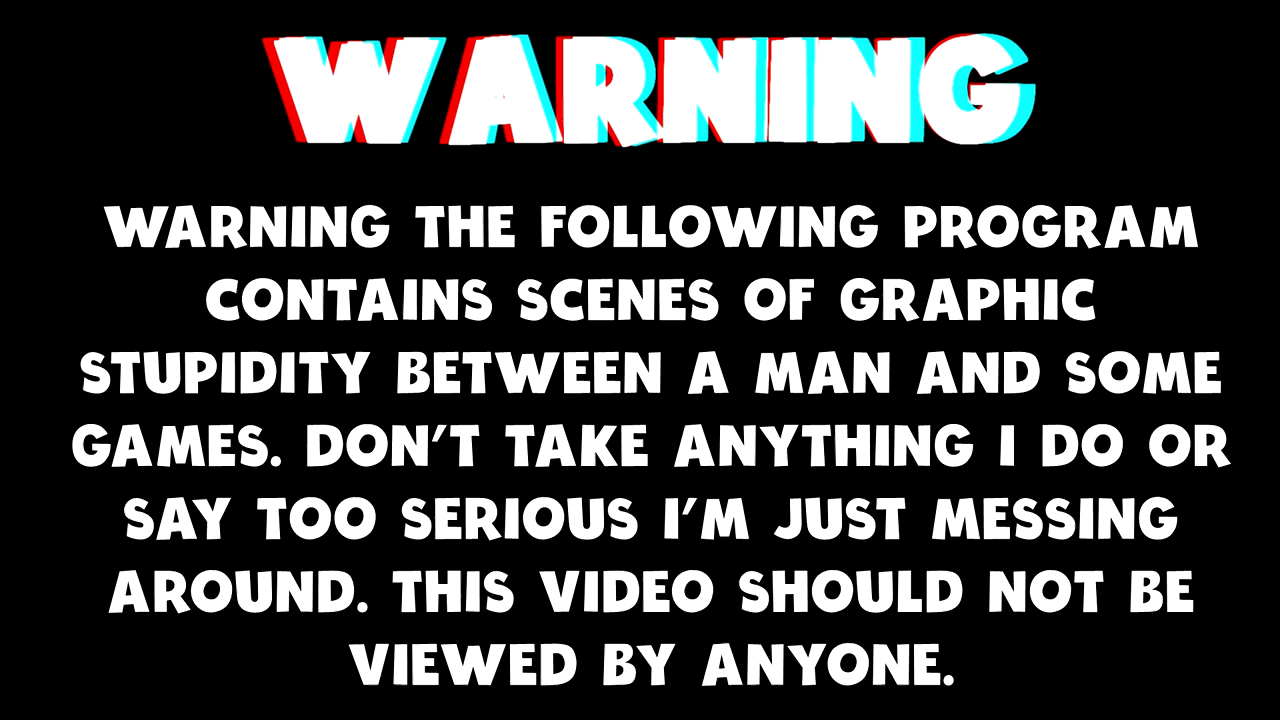 WARNING
WARNING THE FOLLOWING PROGRAM
CONTAINS SCENES OF GRAPHIC
STUPIDITY BETWEEN A MAN AND SOME
GAMES. DON'T TAKE ANYTHING I DO OR
SAY TOO SERIOUS I'M JUST MESSING
AROUND. THIS VIDEO SHOULD NOT BE
VIEWED BY ANYONE.